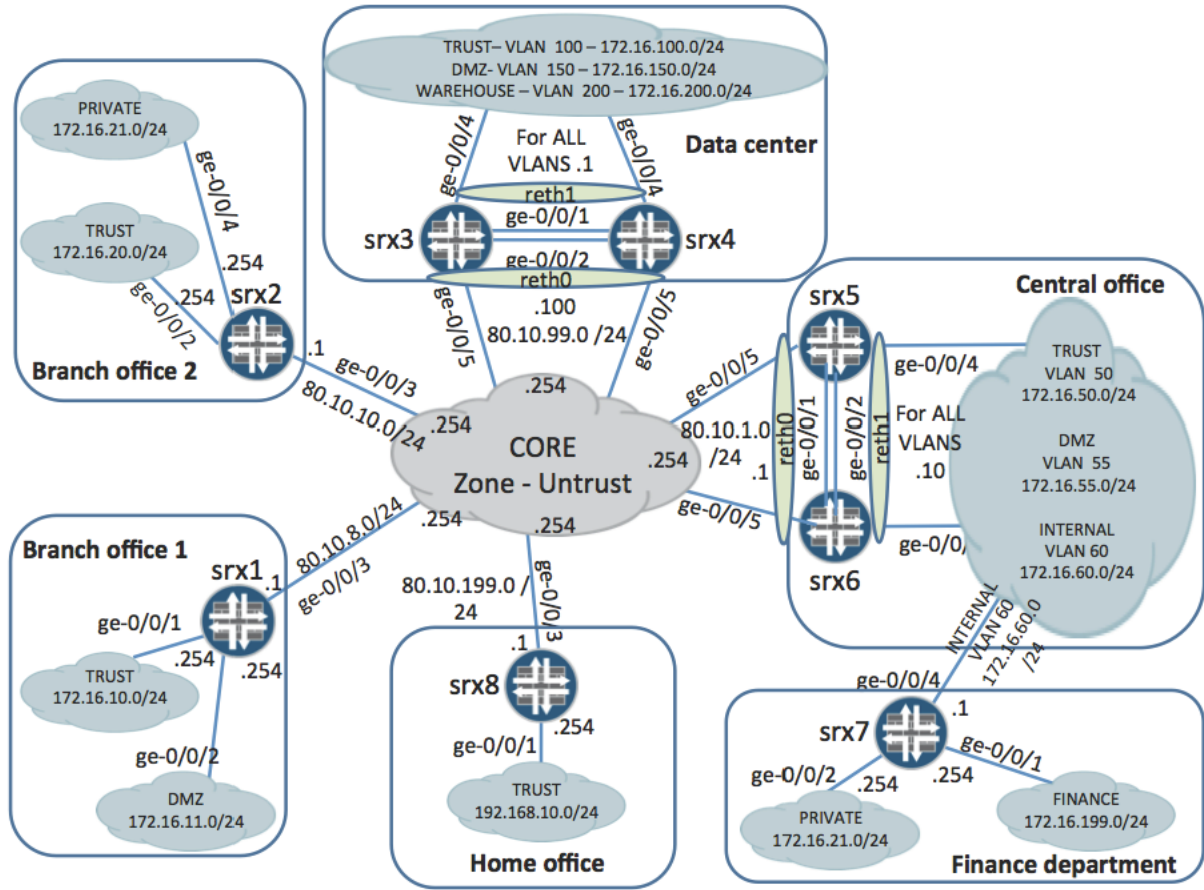 TRUST– VLAN 100 – 172.16.100.0/24
DMZ- VLAN 150 – 172.16.150.0/24
WAREHOUSE – VLAN 200 – 172.16.200.0/24
ge-0/0/4
For ALL
VLANS .1
ge-0/0/4
Data center
reth1
ge-0/0/1
srx3
srx4
ge-0/0/2
reth0
.100
80.10.99.0 /24
ge-0/0/5
ge-0/0/5
PRIVATE
172.16.21.0/24
ge-0/0/4
TRUST
172.16.20.0/24
.254
.254
srx2
ge-0/0/2
Branch office 2
.1
ge-0/0/3
80.10.10.0/24
.254
.254
CORE
Zone - Untrust
.254
.254
.254
Central office
srx5
ge-0/0/5
ge-0/0/4
TRUST
VLAN 50
172.16.50.0/24
80.10.1.0
/24
.1
reth0
ge-0/0/1
ge-0/0/2
reth1
For ALL
VLANS
.10
DMZ
VLAN 55
172.16.55.0/24
ge-0/0/5
ge-0/0/
srx6
INTERNAL
VLAN 60
172.16.60.0/24
Branch office 1
80.10.8.0/24
srx1
.1
ge-0/0/3
ge-0/0/1
.254
.254
TRUST
172.16.10.0/24
ge-0/0/2
DMZ
172.16.11.0/24
80.10.199.0 /
24
ge-0/0/3
.1
srx8
.254
ge-0/0/1
TRUST
192.168.10.0/24
Home office
INTERNAL
VLAN 60
172.16.60.0
/24
ge-0/0/4
.1
srx7
ge-0/0/1
ge-0/0/2
.254
.254
PRIVATE
172.16.21.0/24
FINANCE
172.16.199.0/24
Finance department